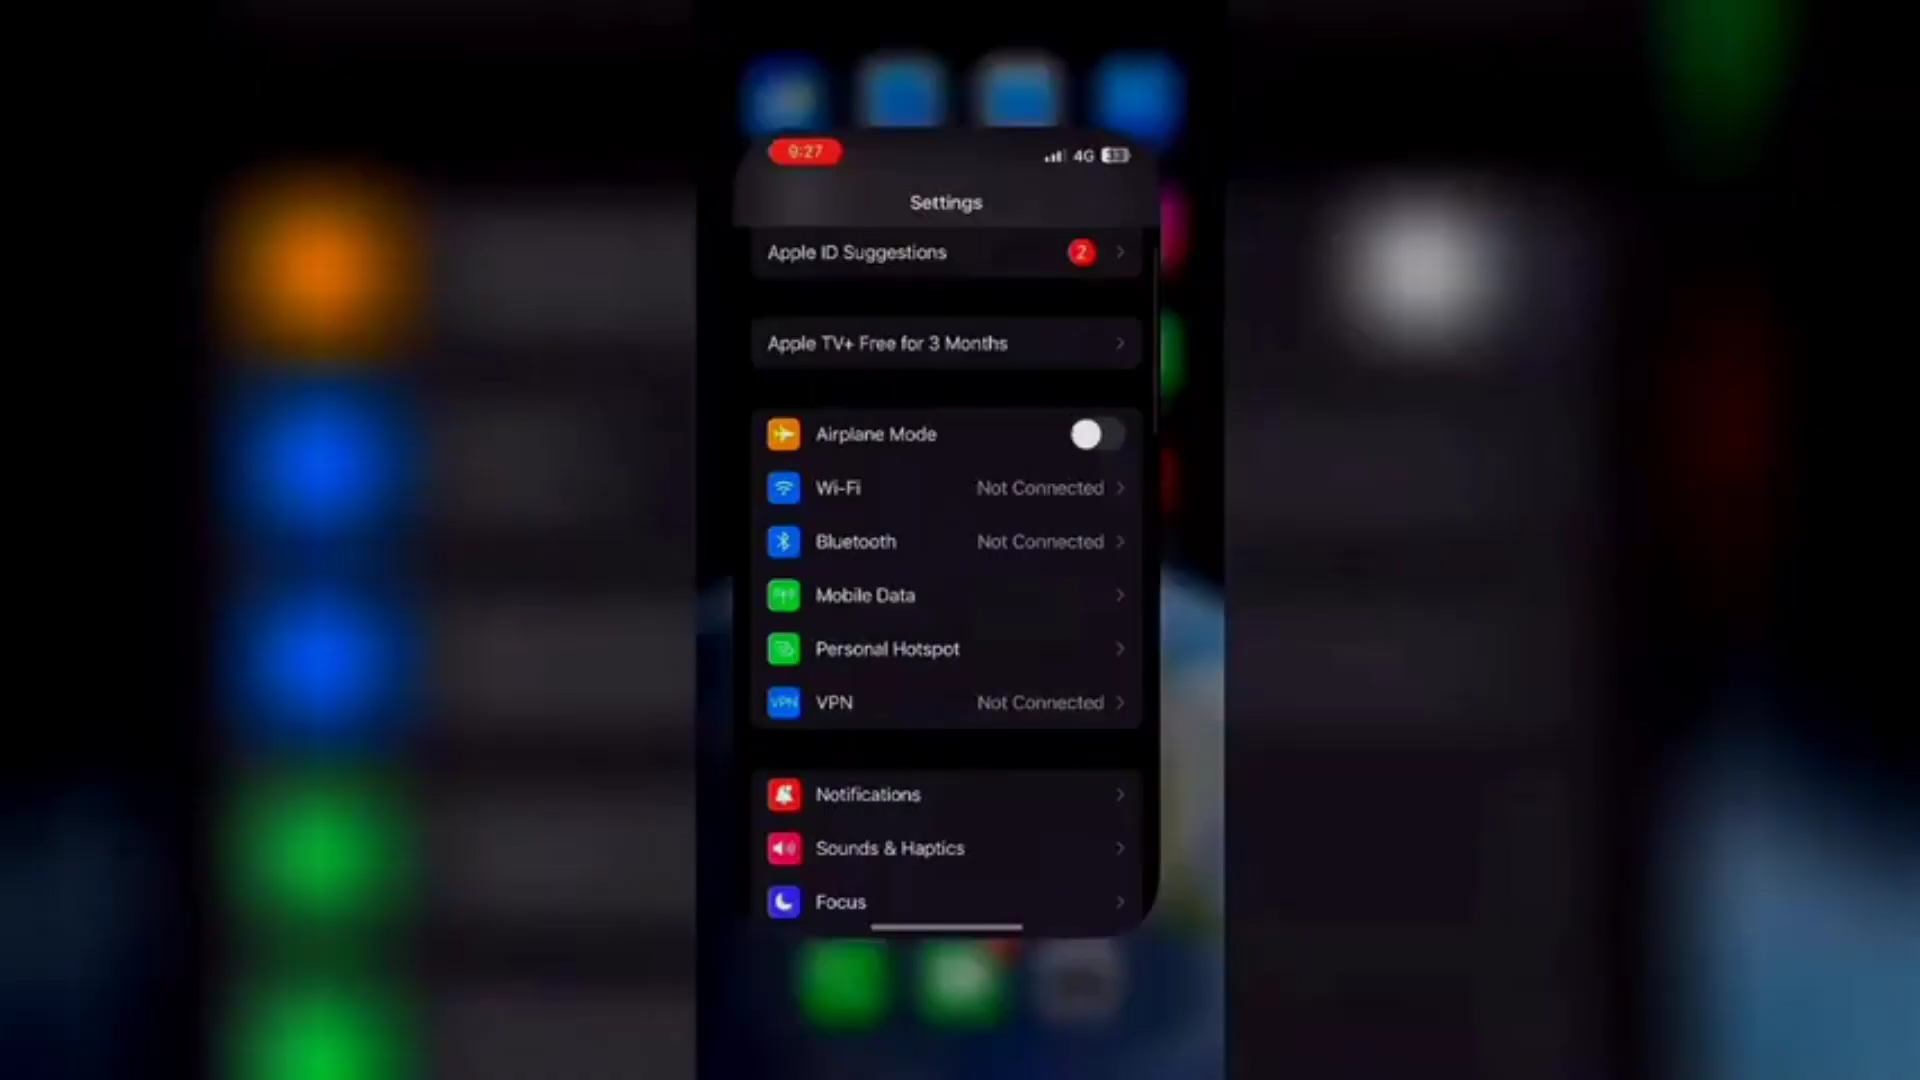 9:27 4G 33
Settings
Apple ID Suggestions 2
Apple TV+ Free for 3 Months
Airplane Mode
Wi-Fi Not Connected
Bluetooth Not Connected
Mobile Data
Personal Hotspot
VPN VPN Not Connected
Notifications
Sounds & Haptics
Focus